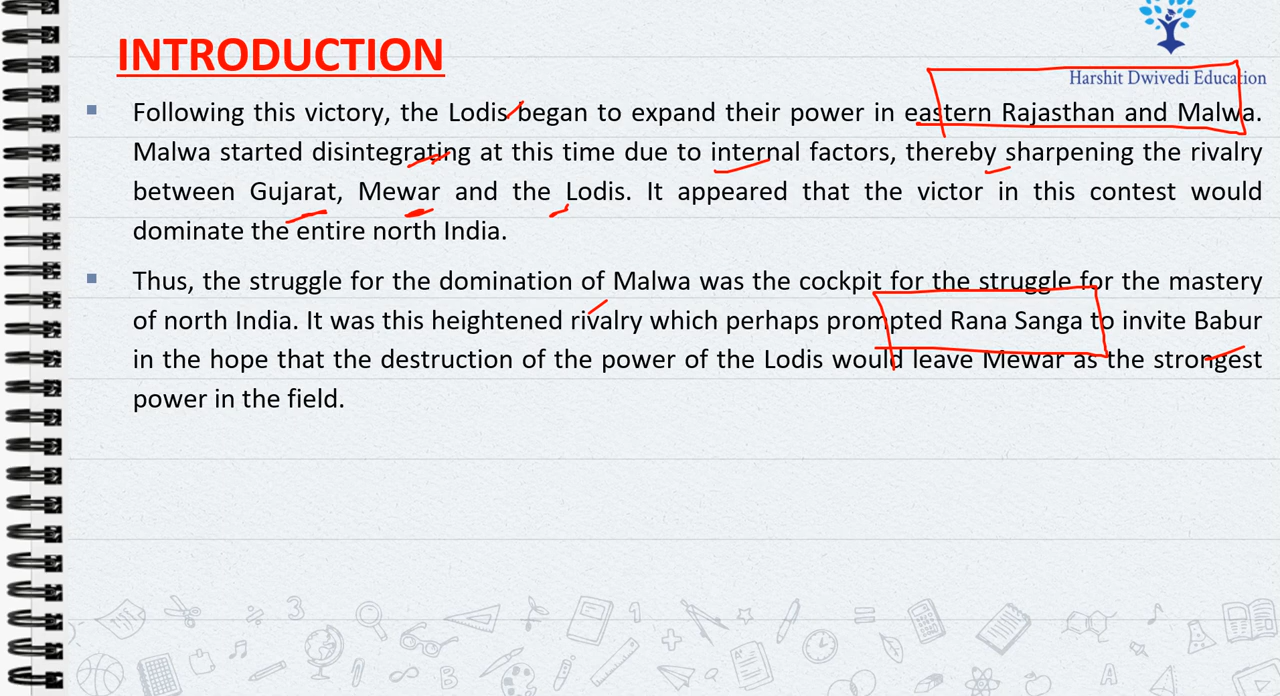 INTRODUCTION
Harshit Dwivedi Education
Following this victory, the Lodis began to expand their power in eastern Rajasthan and Malwa.
Malwa started disintegrating at this time due to internal factors, thereby sharpening the rivalry
between Gujarat, Mewar and the Lodis. It appeared that the victor in this contest would
dominate the entire north India.
Thus, the struggle for the domination of Malwa was the cockpit for the struggle for the mastery
of north India. It was this heightened rivalry which perhaps prompted Rana Sanga to invite Babur
in the hope that the destruction of the power of the Lodis would leave Mewar as the strongest
power in the field.
3
1
B
A